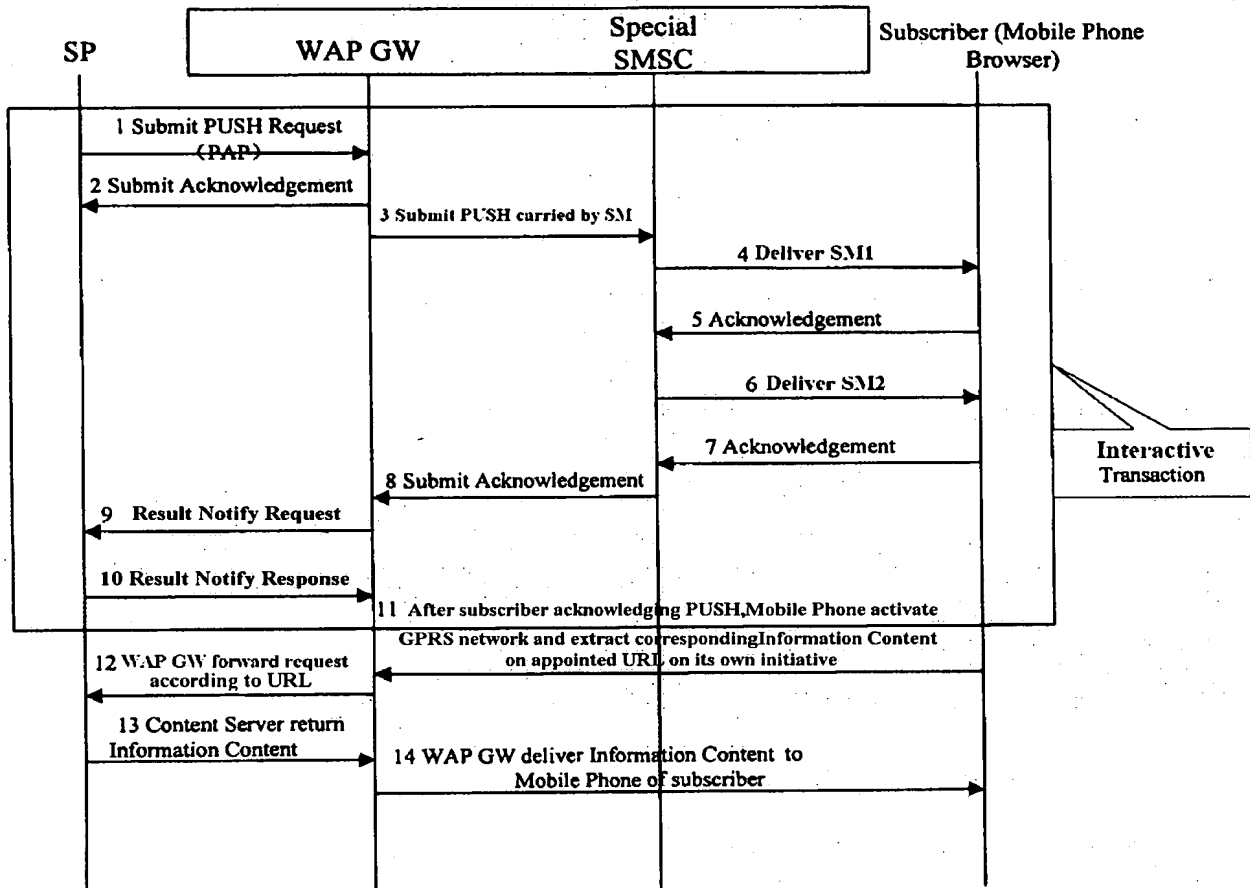 SP
WAP GW
Special
SMSC
Subscriber (Mobile Phone
Browser)
1 Submit PUSH Request
(PAP)
2 Submit Acknowledgement
3 Submit PUSH carried by SM
4 Deliver SM1
5 Acknowledgement
6 Deliver SM2
7 Acknowledgement
Interactive
Transaction
8 Submit Acknowledgement
9 Result Notify Request
10 Result Notify Response
11 After subscriber acknowledging PUSH,Mobile Phone activate
GPRS network and extract correspondingInformation Content
on appointed URL on its own initiative
12 WAP GW forward request
according to URL
13 Content Server return
Information Content
14 WAP GW deliver Information Content to
Mobile Phone of subscriber